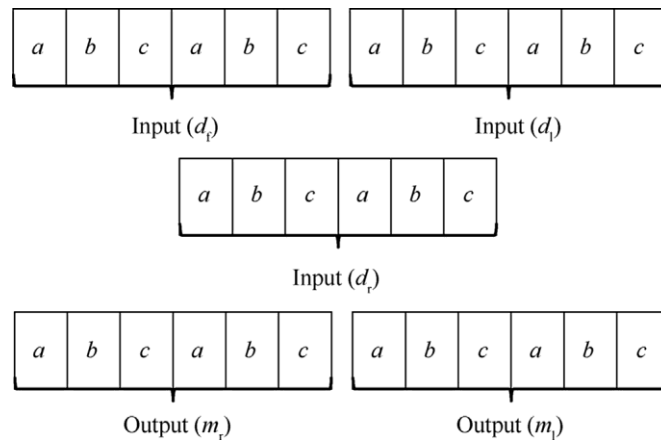 a b c a b c a b c a b c
Input (d_f) Input (d_l)
a b c a b c
Input (d_r)
a b c a b c a b c a b c
Output (m_r) Output (m_l)